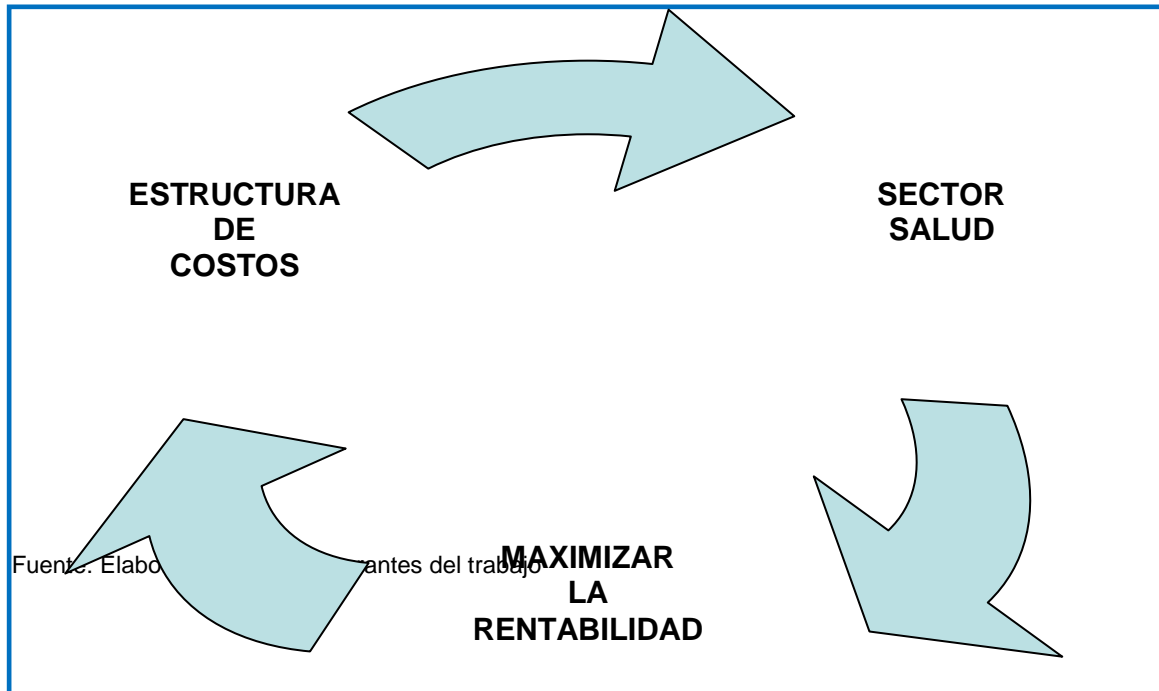 ESTRUCTURA
DE
COSTOS
SECTOR
SALUD
Fuente: Elabo antes del trabajo
MAXIMIZAR
LA
RENTABILIDAD